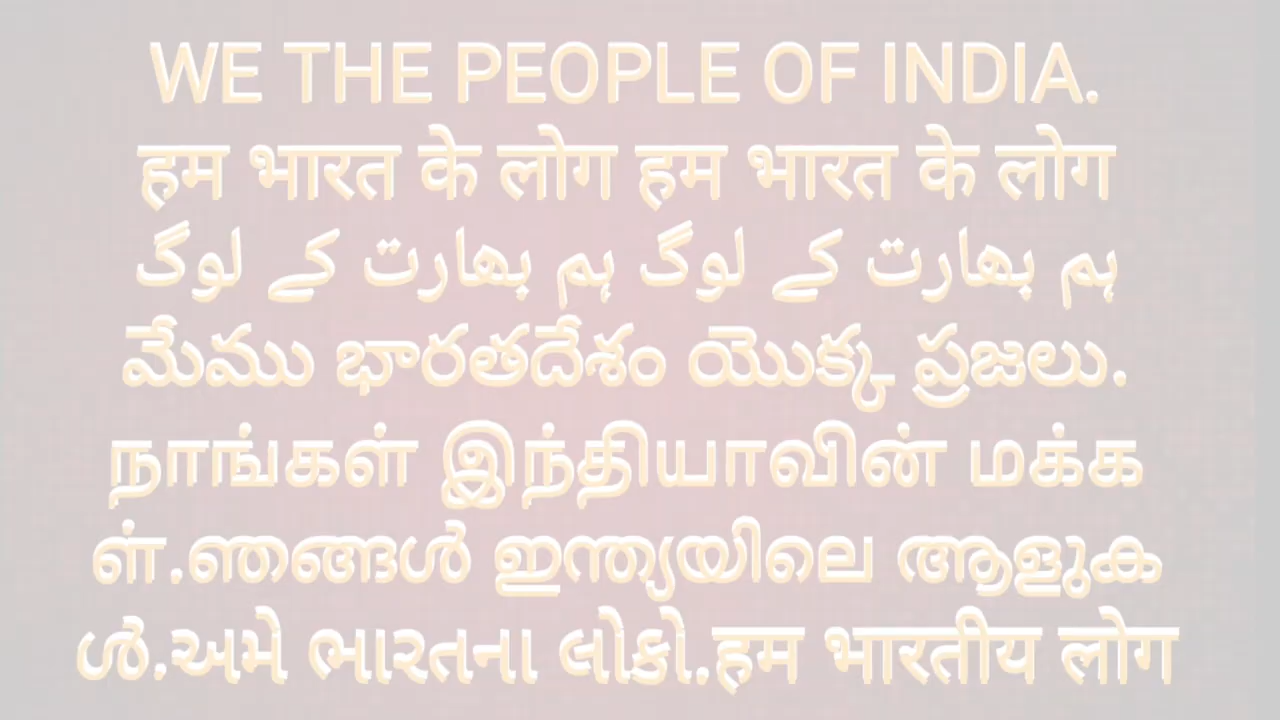 WE THE PEOPLE OF INDIA.
हम भारत के लोग हम भारत के लोग
ہم بھارت کے لوگ ہم بھارت کے لوگ
మేము భారతదేశం యొక్క ప్రజలు.
நாங்கள் இந்தியாவின் மக்க
ள்.ഞങ്ങൾ ഇന്ത്യയിലെ ആളുക
ൾ.અમે ભારતના લોકો.हम भारतीय लोग